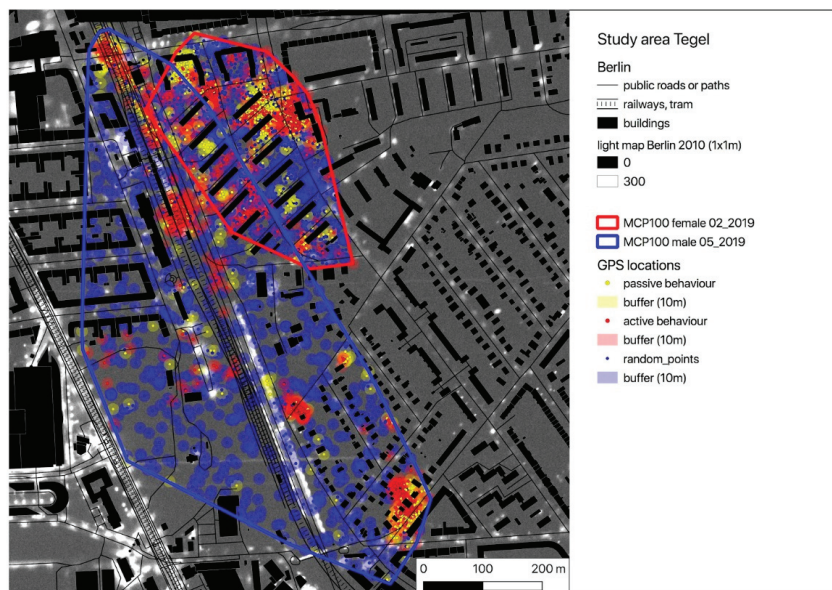 Study area Tegel
Berlin
public roads or paths
railways, tram
buildings
light map Berlin 2010 (1x1m)
0
300
MCP100 female 02_2019
MCP100 male 05_2019
GPS locations
passive behaviour
buffer (10m)
active behaviour
buffer (10m)
random_points
buffer (10m)
0 100 200 m